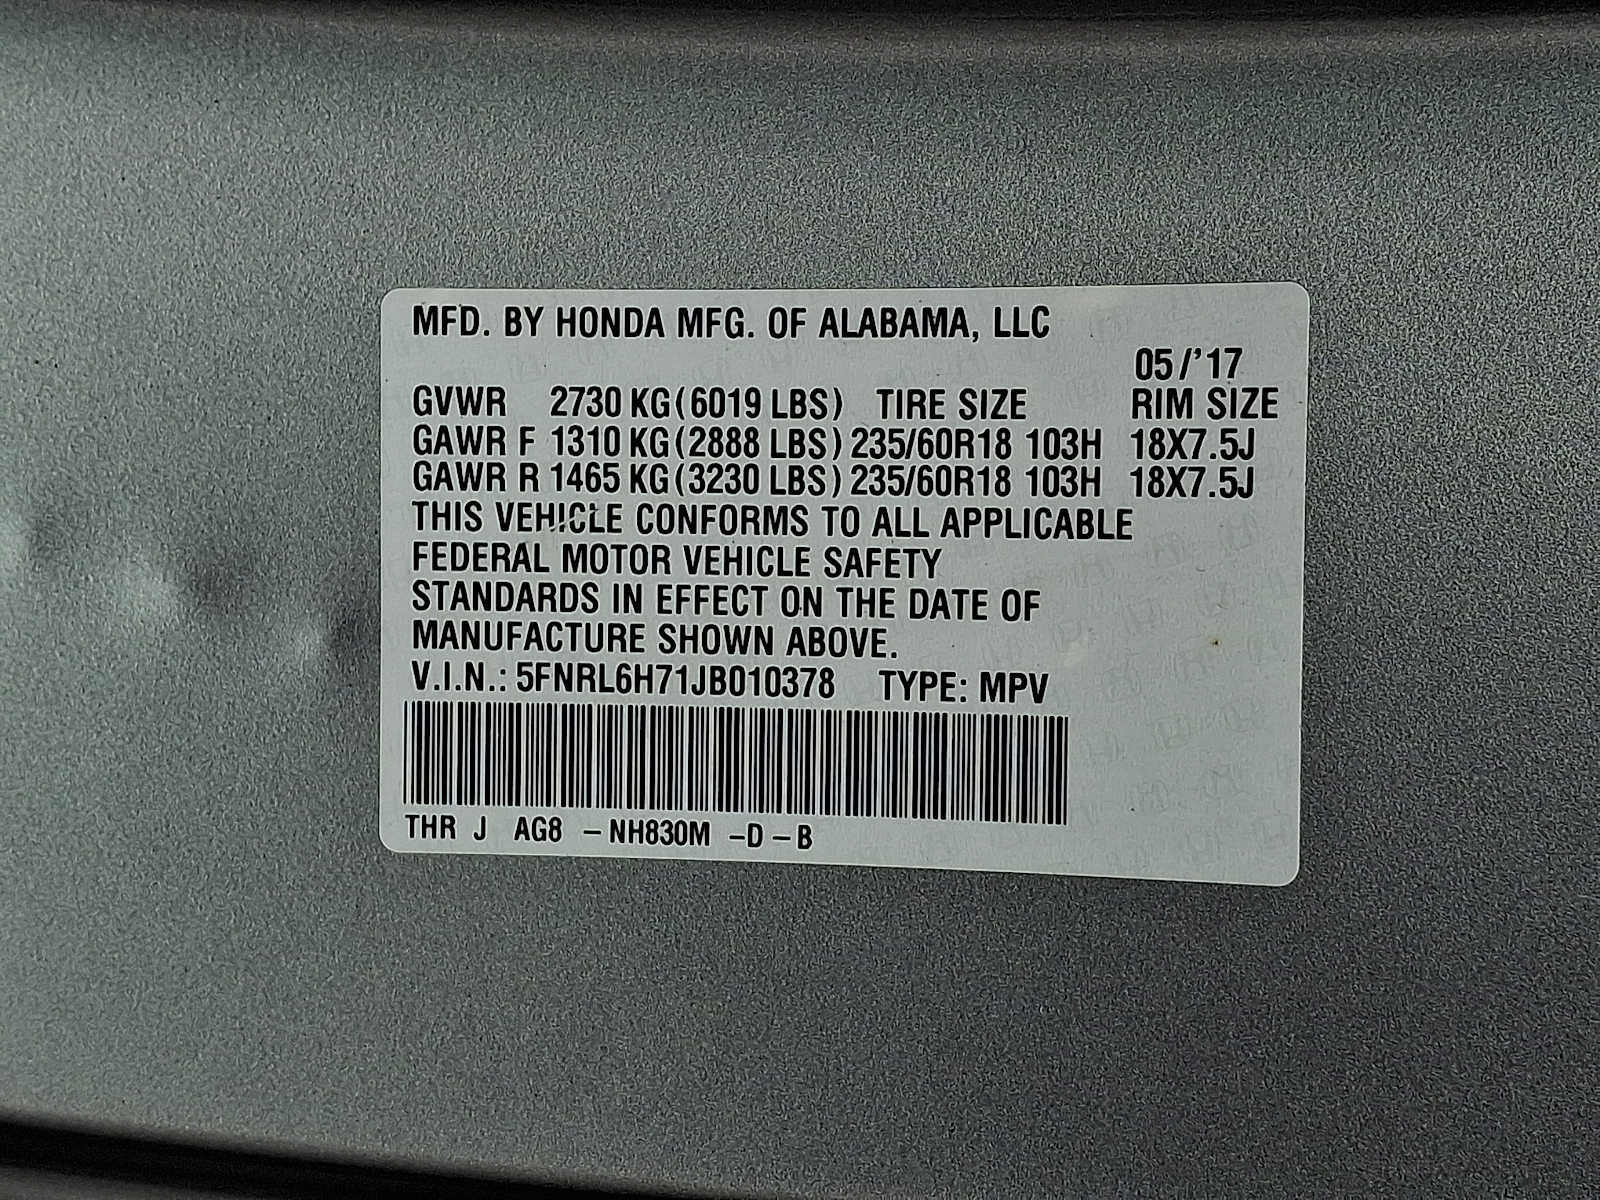 MFD. BY HONDA MFG. OF ALABAMA, LLC
05/'17
GVWR 2730 KG(6019 LBS) TIRE SIZE RIM SIZE
GAWR F 1310 KG(2888 LBS) 235/60R18 103H 18X7.5J
GAWR R 1465 KG(3230 LBS) 235/60R18 103H 18X7.5J
THIS VEHICLE CONFORMS TO ALL APPLICABLE
FEDERAL MOTOR VEHICLE SAFETY
STANDARDS IN EFFECT ON THE DATE OF
MANUFACTURE SHOWN ABOVE.
V.I.N.: 5FNRL6H71JB010378 TYPE: MPV
THR J AG8 -NH830M -D-B